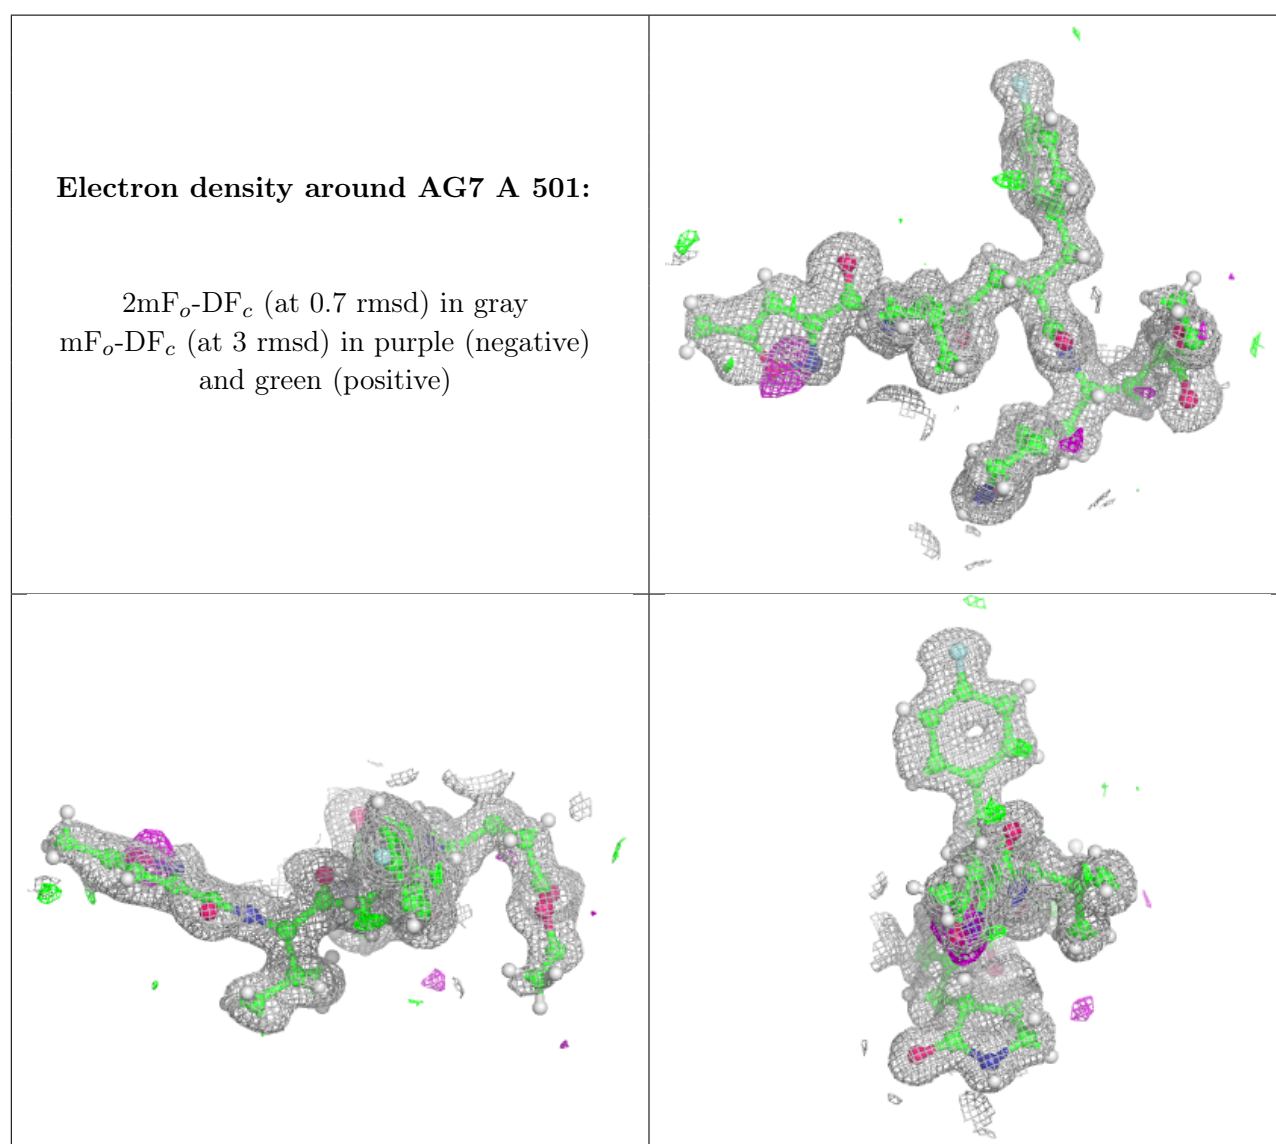 Electron density around AG7 A 501:
2mFₒ-DF𝒸 (at 0.7 rmsd) in gray
mFₒ-DF𝒸 (at 3 rmsd) in purple (negative)
and green (positive)